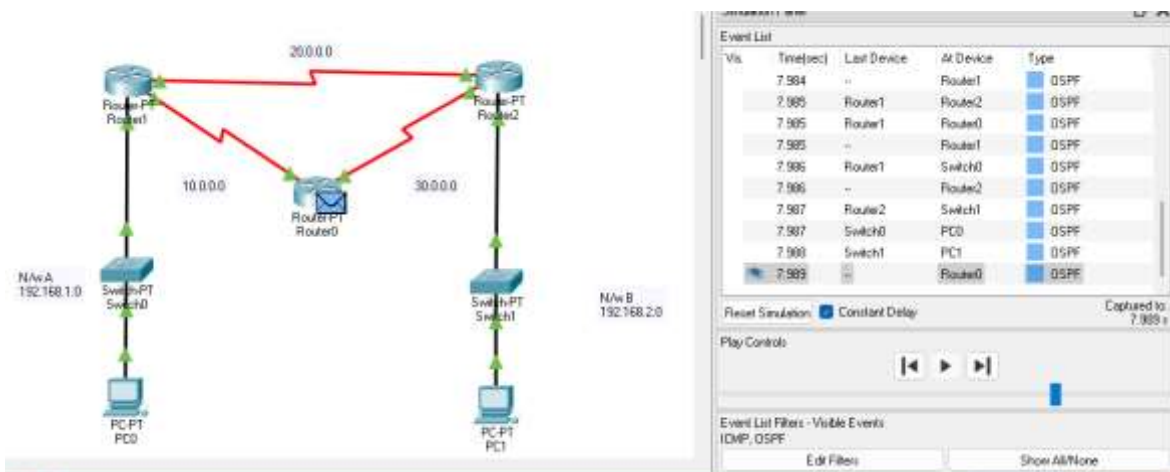 20.0.0.0
Router-PT
Router1
Router-PT
Router2
10.0.0.0
30.0.0.0
Router-PT
Router0
N/w A
192.168.1.0
Switch-PT
Switch0
Switch-PT
Switch1
N/w B
192.168.2.0
PC-PT
PC0
PC-PT
PC1
Simulation Panel
Event List
Vis. Time(sec) Last Device At Device Type
7.984 -- Router1 OSPF
7.985 Router1 Router2 OSPF
7.985 Router1 Router0 OSPF
7.985 -- Router1 OSPF
7.986 Router1 Switch0 OSPF
7.986 -- Router2 OSPF
7.987 Router2 Switch1 OSPF
7.987 Switch0 PC0 OSPF
7.988 Switch1 PC1 OSPF
7.989 -- Router0 OSPF
Reset Simulation Constant Delay
Captured to:
7.989 s
Play Controls
Event List Filters - Visible Events
ICMP, OSPF
Edit Filters Show All/None